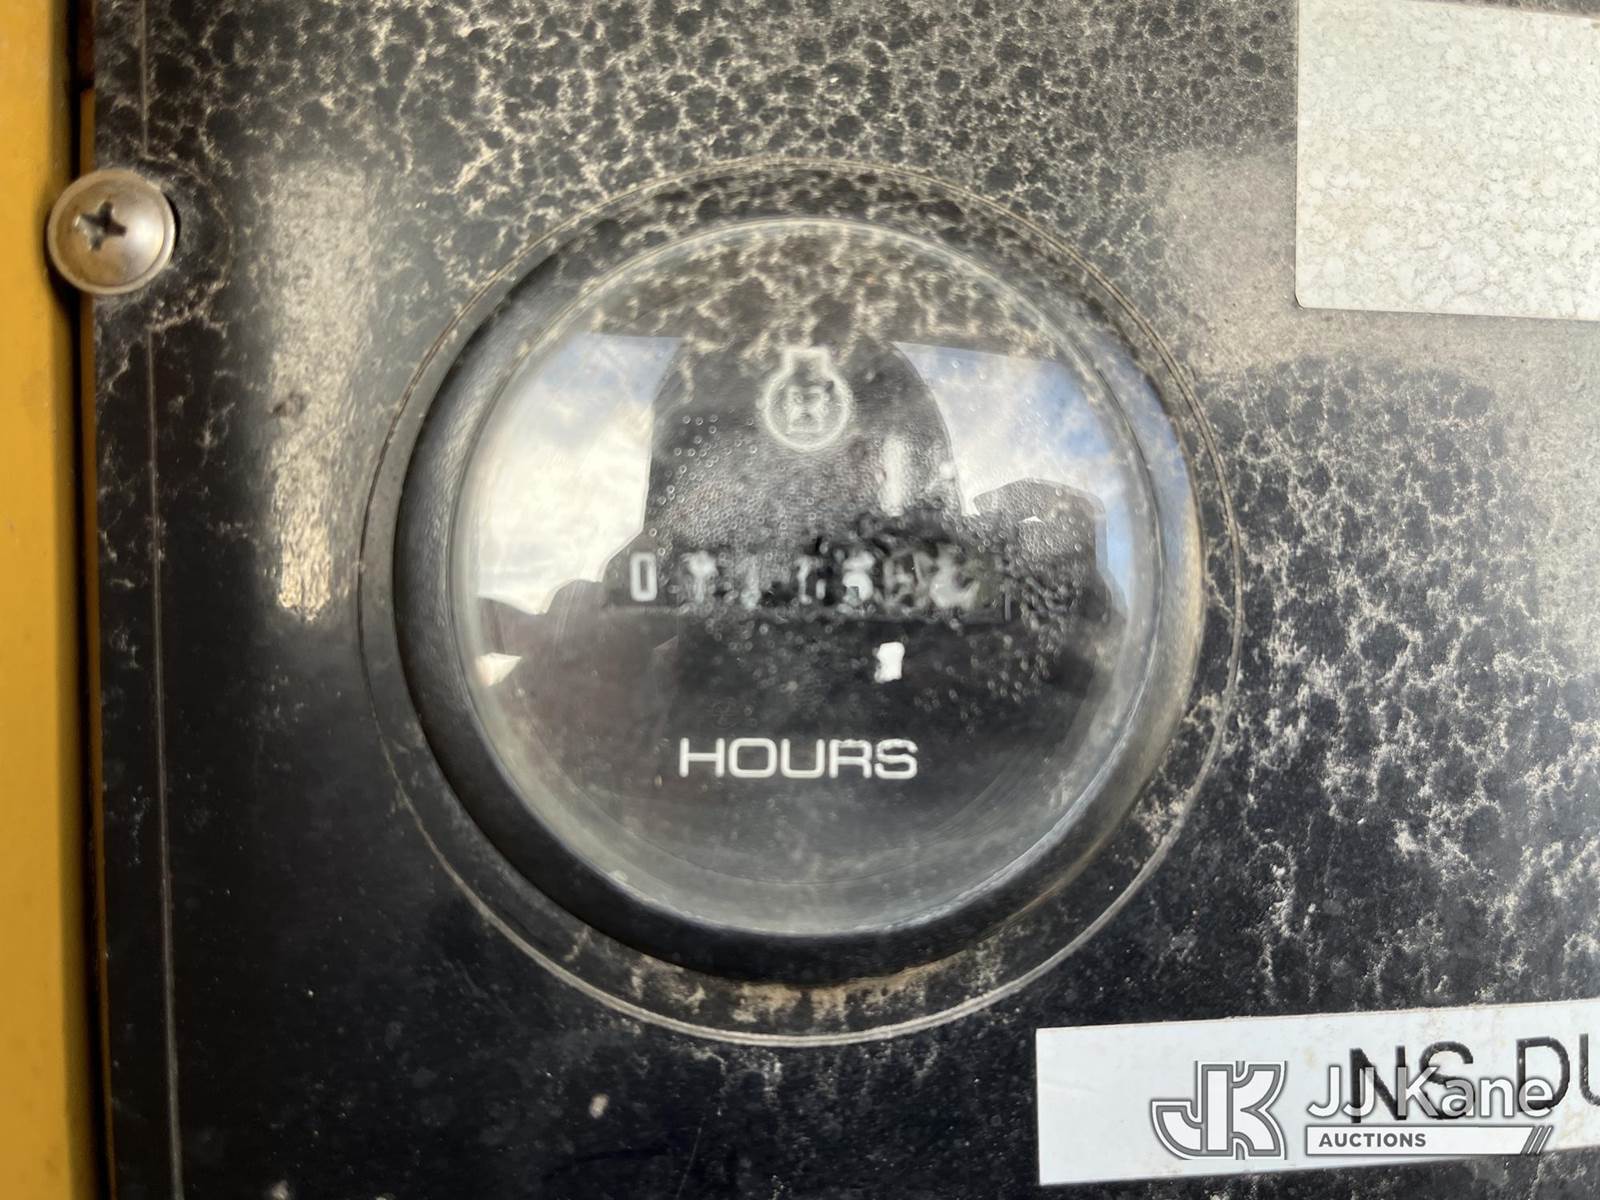 HOURS
NS DU
JJ Kane
AUCTIONS